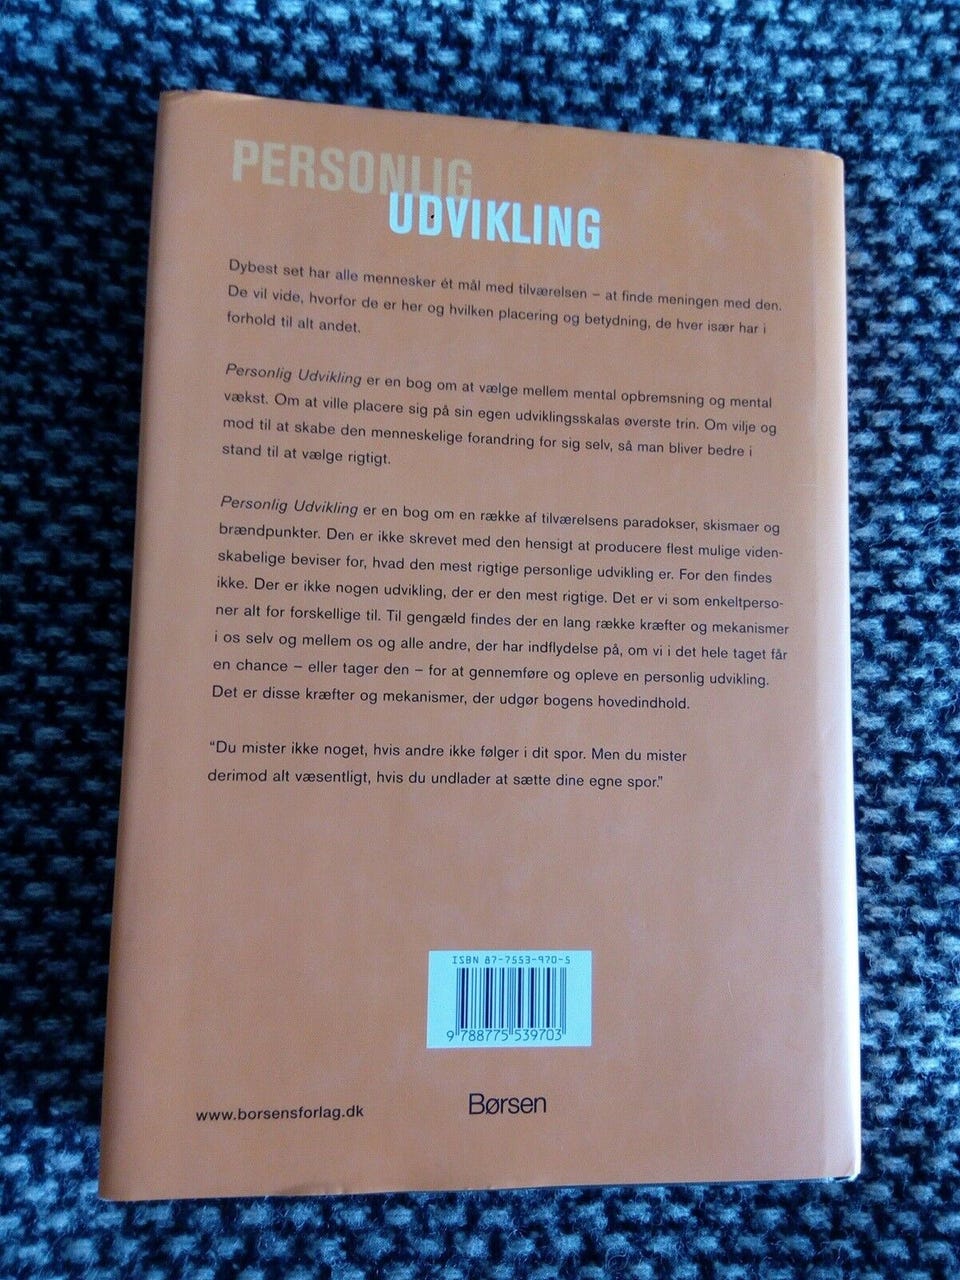 PERSONLIG
UDVIKLING
Dybest set har alle mennesker ét mål med tilværelsen – at finde meningen med den.
De vil vide, hvorfor de er her og hvilken placering og betydning, de hver især har i
forhold til alt andet.
Personlig Udvikling er en bog om at vælge mellem mental opbremsning og mental
vækst. Om at ville placere sig på sin egen udviklingsskalas øverste trin. Om vilje og
mod til at skabe den menneskelige forandring for sig selv, så man bliver bedre i
stand til at vælge rigtigt.
Personlig Udvikling er en bog om en række af tilværelsens paradokser, skismaer og
brændpunkter. Den er ikke skrevet med den hensigt at producere flest mulige viden-
skabelige beviser for, hvad den mest rigtige personlige udvikling er. For den findes
ikke. Der er ikke nogen udvikling, der er den mest rigtige. Det er vi som enkeltperso-
ner alt for forskellige til. Til gengæld findes der en lang række kræfter og mekanismer
i os selv og mellem os og alle andre, der har indflydelse på, om vi i det hele taget får
en chance – eller tager den – for at gennemføre og opleve en personlig udvikling.
Det er disse kræfter og mekanismer, der udgør bogens hovedindhold.
"Du mister ikke noget, hvis andre ikke følger i dit spor. Men du mister
derimod alt væsentligt, hvis du undlader at sætte dine egne spor."
ISBN 87-7553-970-5
9 788775 539703
www.borsensforlag.dk
Børsen